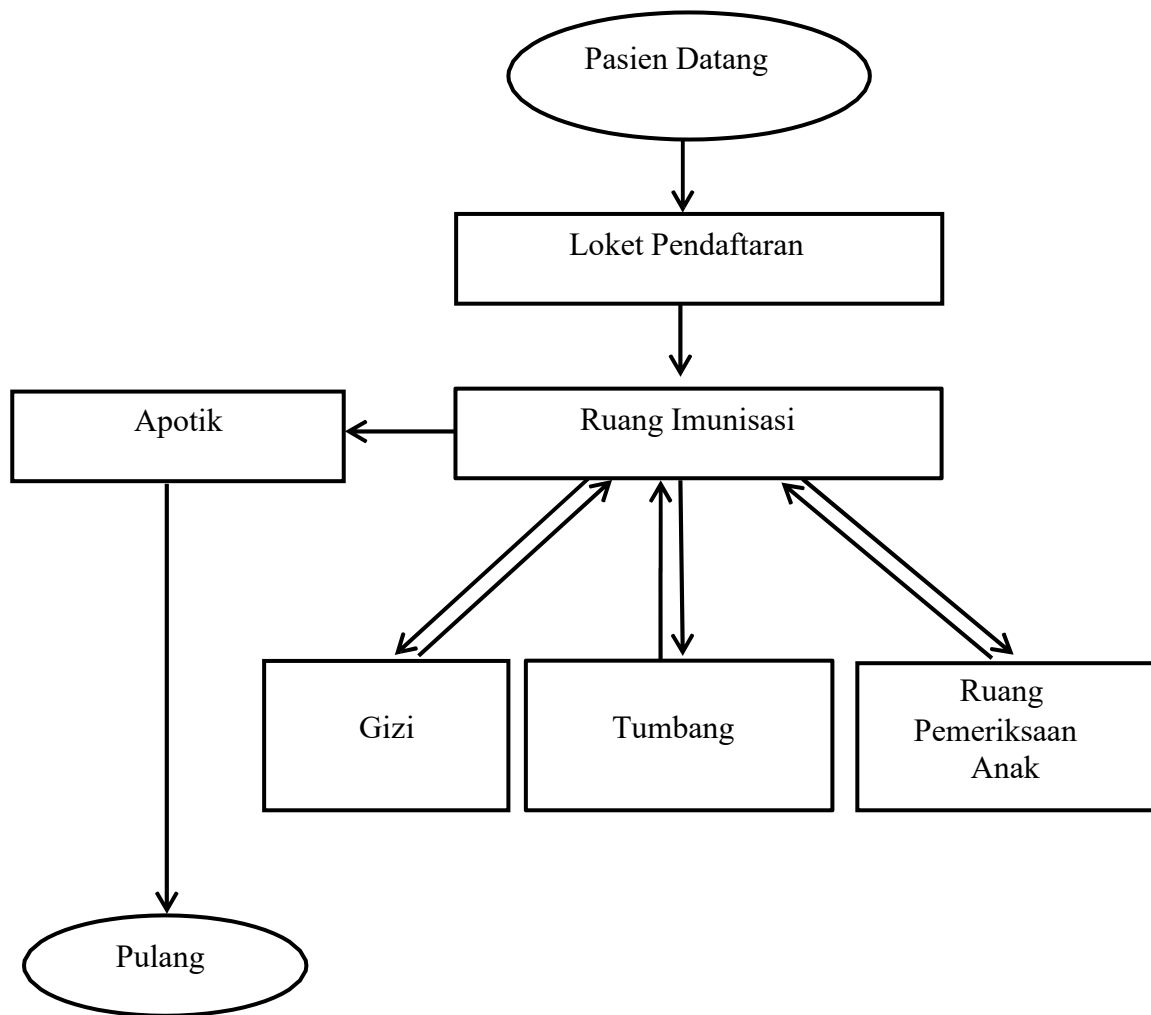 Pasien Datang
Loket Pendaftaran
Apotik
Ruang Imunisasi
Gizi
Tumbang
Ruang
Pemeriksaan
Anak
Pulang